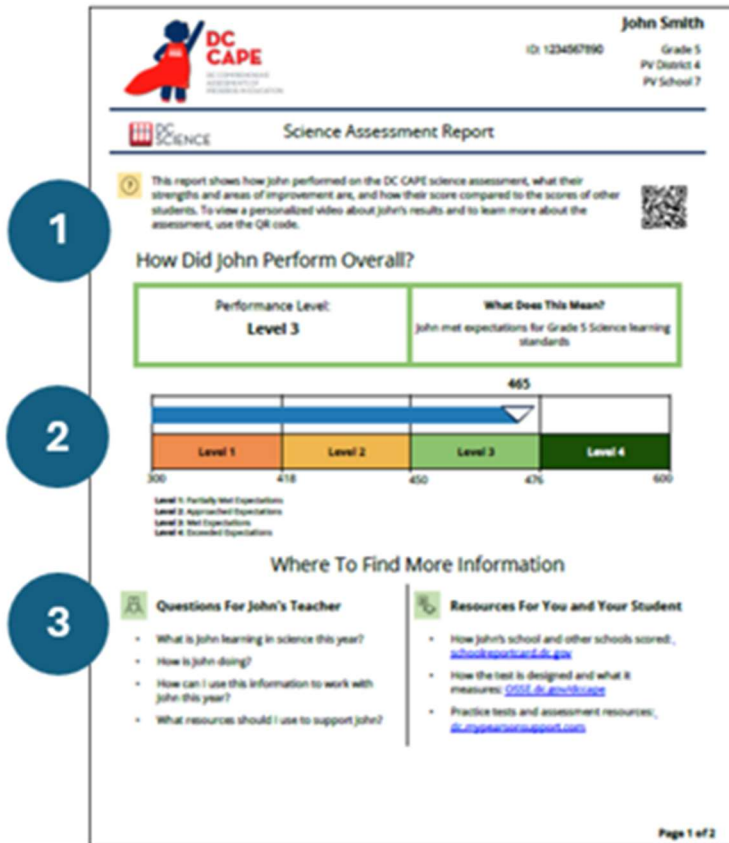 John Smith
DC
CAPE
DC COMPREHENSIVE
ASSESSMENTS OF
PROGRESS IN EDUCATION
ID: 1234567890
Grade 5
PV District 4
PV School 7
DC
SCIENCE
Science Assessment Report
1
This report shows how John performed on the DC CAPE science assessment, what their
strengths and areas of improvement are, and how their score compared to the scores of other
students. To view a personalized video about John's results and to learn more about the
assessment, use the QR code.
How Did John Perform Overall?
Performance Level:
Level 3
What Does This Mean?
John met expectations for Grade 5 Science learning
standards
2
465
Level 1
Level 2
Level 3
Level 4
300
418
450
476
600
Level 1: Partially Met Expectations
Level 2: Approached Expectations
Level 3: Met Expectations
Level 4: Exceeded Expectations
Where To Find More Information
3
Questions For John's Teacher
• What is John learning in science this year?
• How is John doing?
• How can I use this information to work with
John this year?
• What resources should I use to support John?
Resources For You and Your Student
• How John's school and other schools scored:
schoolreportcard.dc.gov
• How the test is designed and what it
measures: OSSE.dc.gov/dccape
• Practice tests and assessment resources:
dc.mypearsonsupport.com
Page 1 of 2